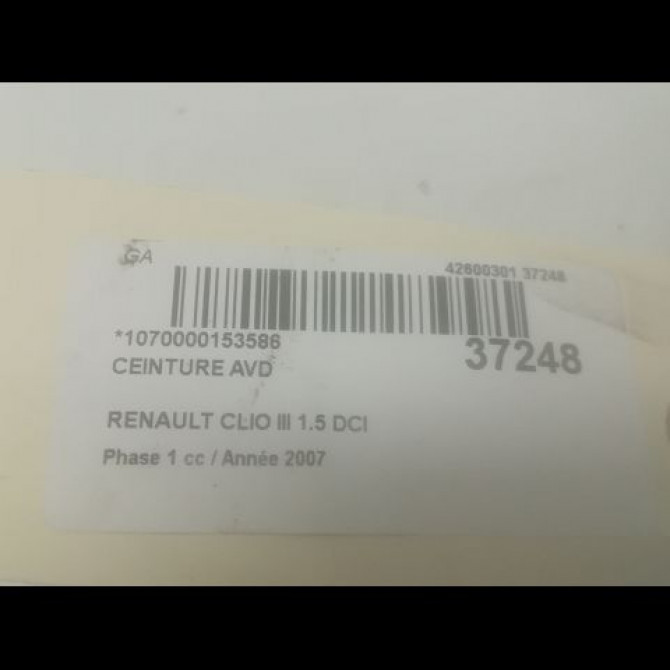 GA
42600301 37248
*1070000153586
37248
CEINTURE AVD
RENAULT CLIO III 1.5 DCI
Phase 1 cc / Année 2007